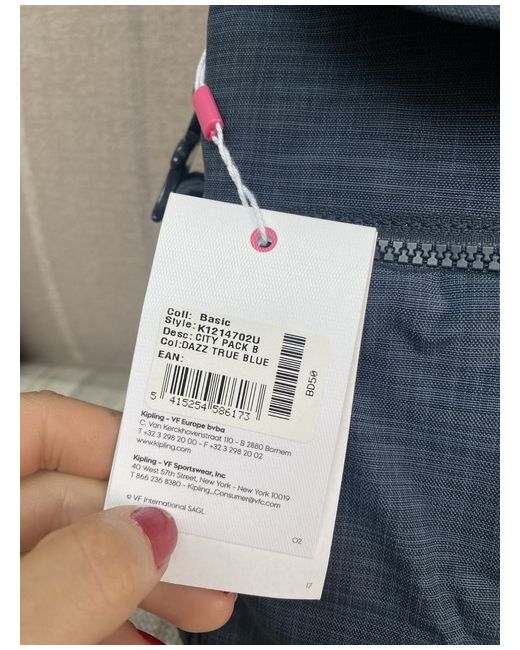 Coll: Basic
Style: K1214702U
Desc: CITY PACK B
Col: DAZZ TRUE BLUE
EAN:
5 415254 586173
BD50
Kipling - VF Europe bvba
C. Van Kerckhovenstraat 110 - B 2880 Bornem
T +32 3 298 20 00 - F +32 3 298 20 02
www.kipling.com
Kipling - VF Sportswear, Inc
40 West 57th Street, New York - New York 10019
T 866 236 8380 - Kipling_Consumer@vfc.com
© VF International SAGL
02
17